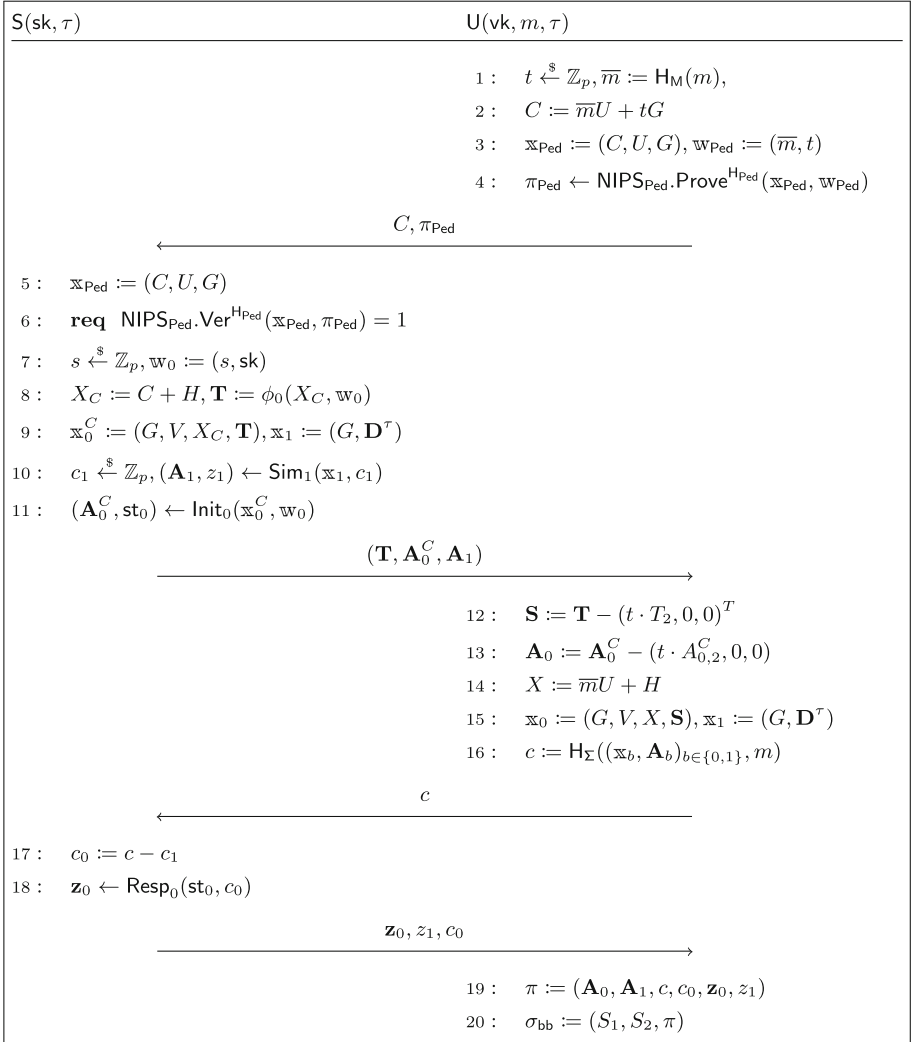 S(sk, τ) U(vk, m, τ)
1 : t ←$ ℤ_p, m̅ := H_M(m),
2 : C := m̅U + tG
3 : 𝕩_Ped := (C, U, G), 𝕨_Ped := (m̅, t)
4 : π_Ped ← NIPS_Ped.Prove^{H_Ped}(𝕩_Ped, 𝕨_Ped)
C, π_Ped
5 : 𝕩_Ped := (C, U, G)
6 : req NIPS_Ped.Ver^{H_Ped}(𝕩_Ped, π_Ped) = 1
7 : s ←$ ℤ_p, 𝕨_0 := (s, sk)
8 : X_C := C + H, T := ϕ_0(X_C, 𝕨_0)
9 : 𝕩_0^C := (G, V, X_C, T), 𝕩_1 := (G, D^τ)
10 : c_1 ←$ ℤ_p, (A_1, z_1) ← Sim_1(𝕩_1, c_1)
11 : (A_0^C, st_0) ← Init_0(𝕩_0^C, 𝕨_0)
(T, A_0^C, A_1)
12 : S := T − (t · T_2, 0, 0)^T
13 : A_0 := A_0^C − (t · A_{0,2}^C, 0, 0)
14 : X := m̅U + H
15 : 𝕩_0 := (G, V, X, S), 𝕩_1 := (G, D^τ)
16 : c := H_Σ((𝕩_b, A_b)_{b∈{0,1}}, m)
c
17 : c_0 := c − c_1
18 : z_0 ← Resp_0(st_0, c_0)
z_0, z_1, c_0
19 : π := (A_0, A_1, c, c_0, z_0, z_1)
20 : σ_bb := (S_1, S_2, π)